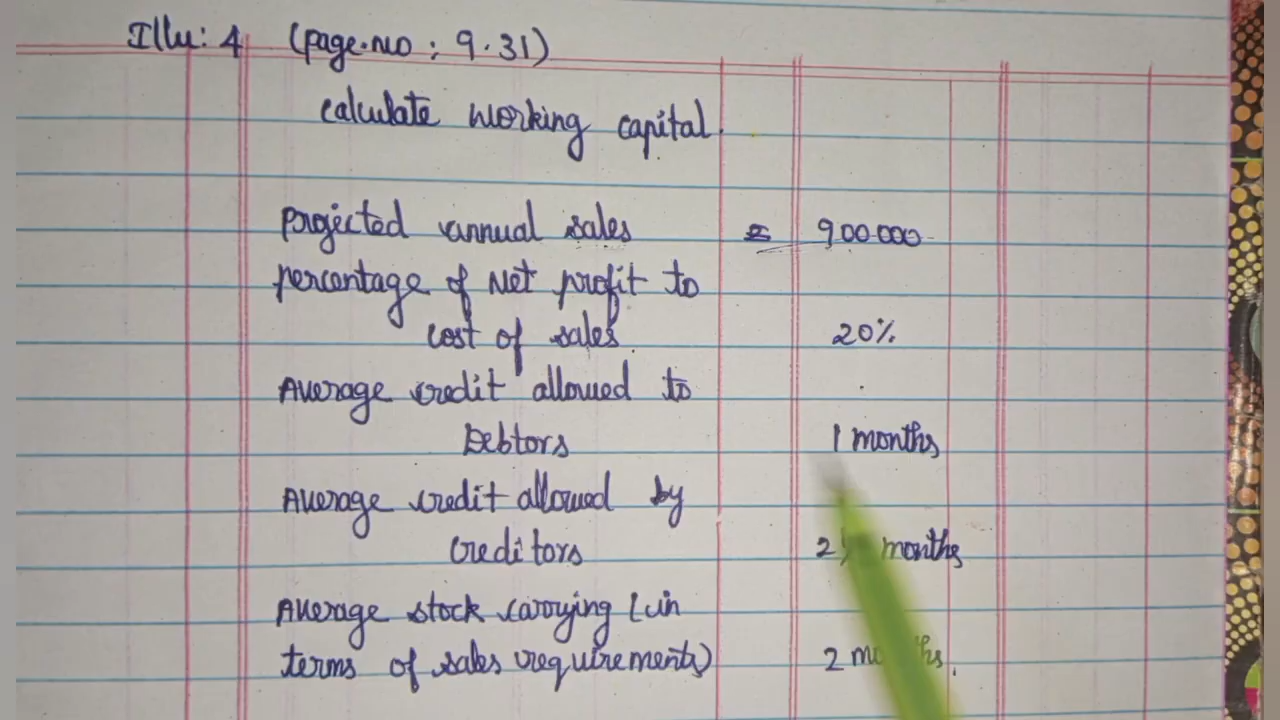 Illu: 4 (page.no : 9.31)
calculate working capital.
projected annual sales = 900000
percentage of Net profit to
cost of sales. 20%
Average credit allowed to
Debtors 1 months
Average credit allowed by
creditors 2 months
Average stock carrying (in
terms of sales requirements) 2 months.